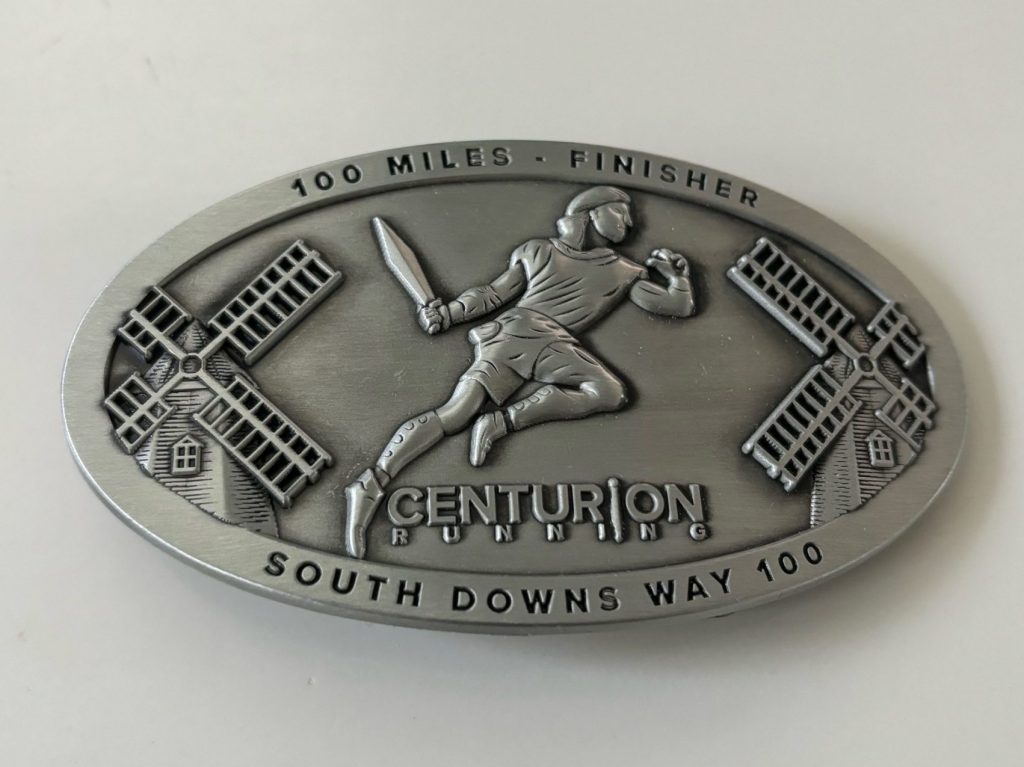 100 MILES - FINISHER
CENTURION
RUNNING
SOUTH DOWNS WAY 100